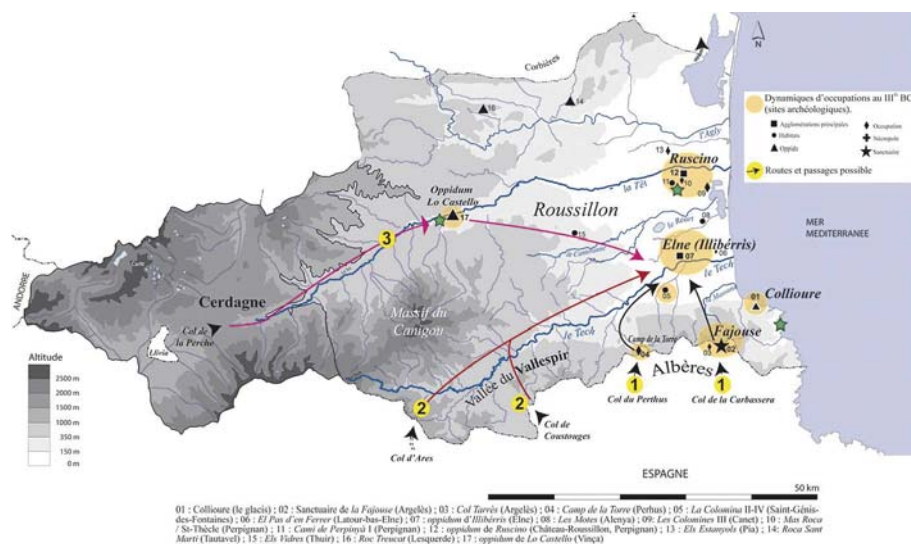 Corbières
N
16
14
l'Agly
Dynamiques d'occupations au IIIᵉ BC
(sites archéologiques).
Agglomérations principales
Habitats
Oppida
Occupation
Nécropole
Sanctuaire
Routes et passages possible
13
Ruscino
12
11
10
09
la Têt
Oppidum
Lo Castello
17
Roussillon
le Réart
08
MER
MEDITERRANEE
3
15
Elne (Illibérris)
07
06
le Tech
ANDORRE
Cerdagne
Col de
la Perche
Llivia
Massif du
Canigou
05
Collioure
01
le Tech
Camp de la Torre
04
Fajouse
03
02
Albères
Vallée du Vallespir
1
1
Col du Perthus
Col de la Carbassera
2
2
Col de
Coustouges
Col d'Ares
Altitude
2500 m
2000 m
1500 m
1000 m
350 m
150 m
0 m
ESPAGNE
50 km
01 : Collioure (le glacis) ; 02 : Sanctuaire de la Fajouse (Argelès) ; 03 : Col Tarrès (Argelès) ; 04 : Camp de la Torre (Perhus) ; 05 : La Colomina II-IV (Saint-Génis-
des-Fontaines) ; 06 : El Pas d'en Ferrer (Latour-bas-Elne) ; 07 : oppidum d'Illibérris (Elne) ; 08 : Les Motes (Alenya) ; 09: Les Colomines III (Canet) ; 10 : Mas Roca
/ St-Thècle (Perpignan) ; 11 : Cami de Perpinyà I (Perpignan) ; 12 : oppidum de Ruscino (Château-Roussillon, Perpignan) ; 13 : Els Estanyols (Pia) ; 14: Roca Sant
Martí (Tautavel) ; 15 : Els Vidres (Thuir) ; 16 : Roc Trencat (Lesquerde) ; 17 : oppidum de Lo Castello (Vinça)